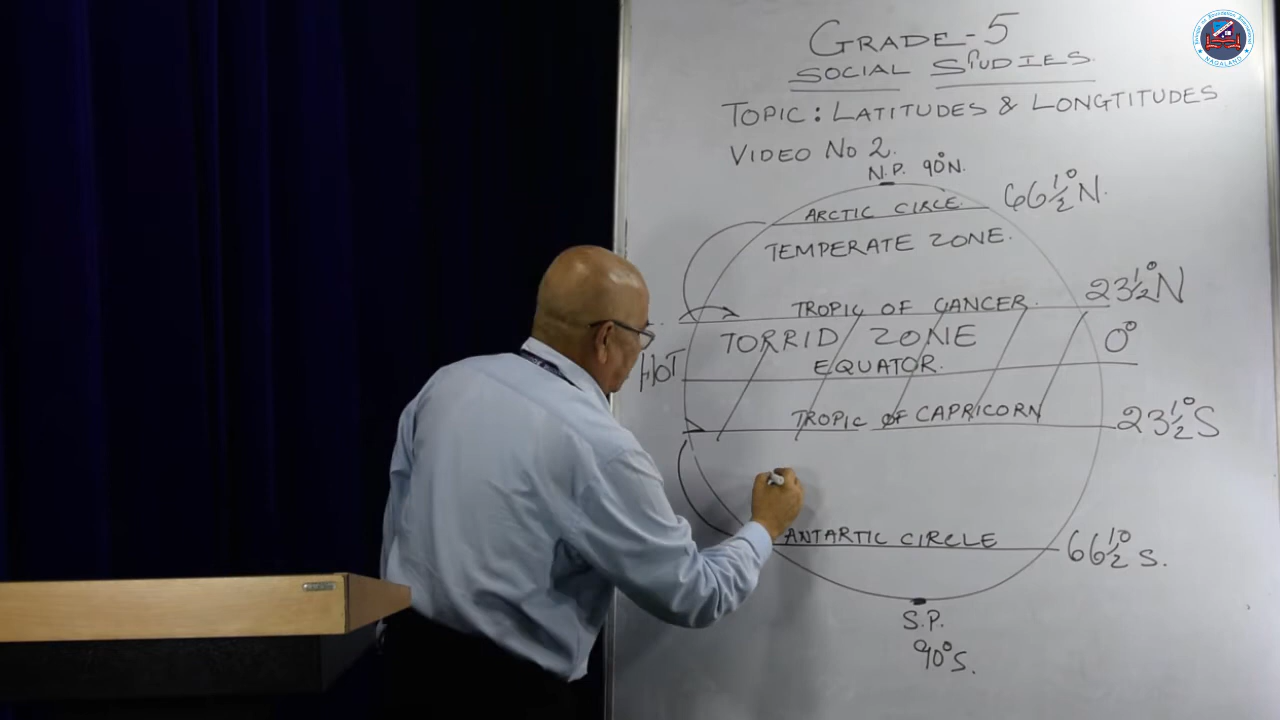 GRADE-5
SOCIAL STUDIES
TOPIC: LATITUDES & LONGTITUDES
VIDEO NO 2.
N.P. 90°N.
ARCTIC CIRCLE 66½°N.
TEMPERATE ZONE.
TROPIC OF CANCER. 23½°N
TORRID ZONE 0°
HOT
EQUATOR.
TROPIC OF CAPRICORN 23½°S
ANTARTIC CIRCLE 66½°S.
S.P.
90°S.
NAGALAND